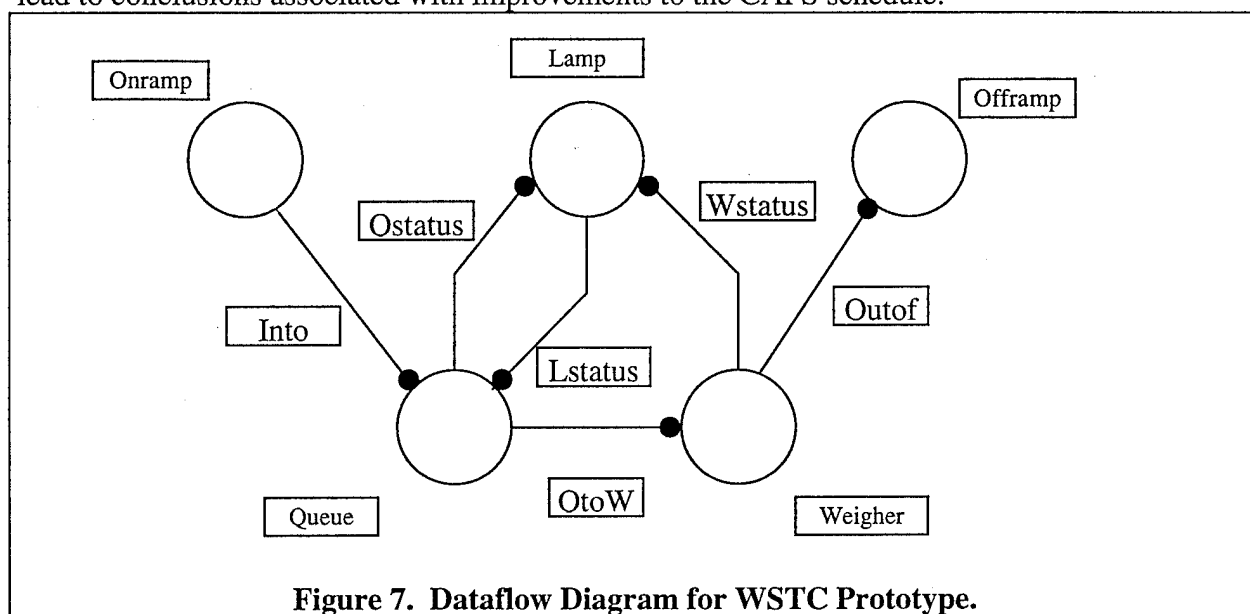 lead to conclusions associated with improvements to the CAPS schedule.
Lamp
Onramp
Offramp
Ostatus
Wstatus
Into
Outof
Lstatus
OtoW
Queue
Weigher
Figure 7. Dataflow Diagram for WSTC Prototype.